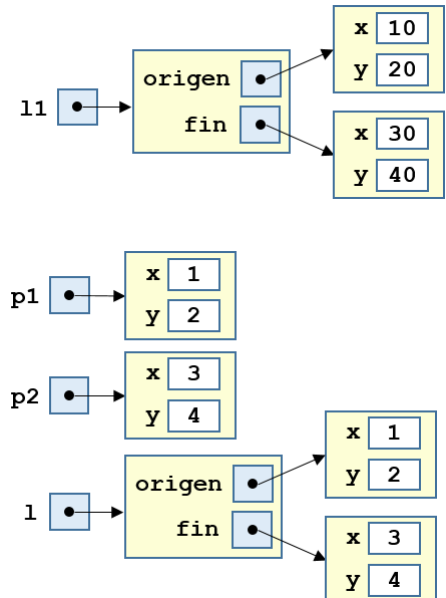 x 10
origen
y 20
l1
fin
x 30
y 40
x 1
p1
y 2
x 3
p2
y 4
x 1
origen
y 2
l
fin
x 3
y 4